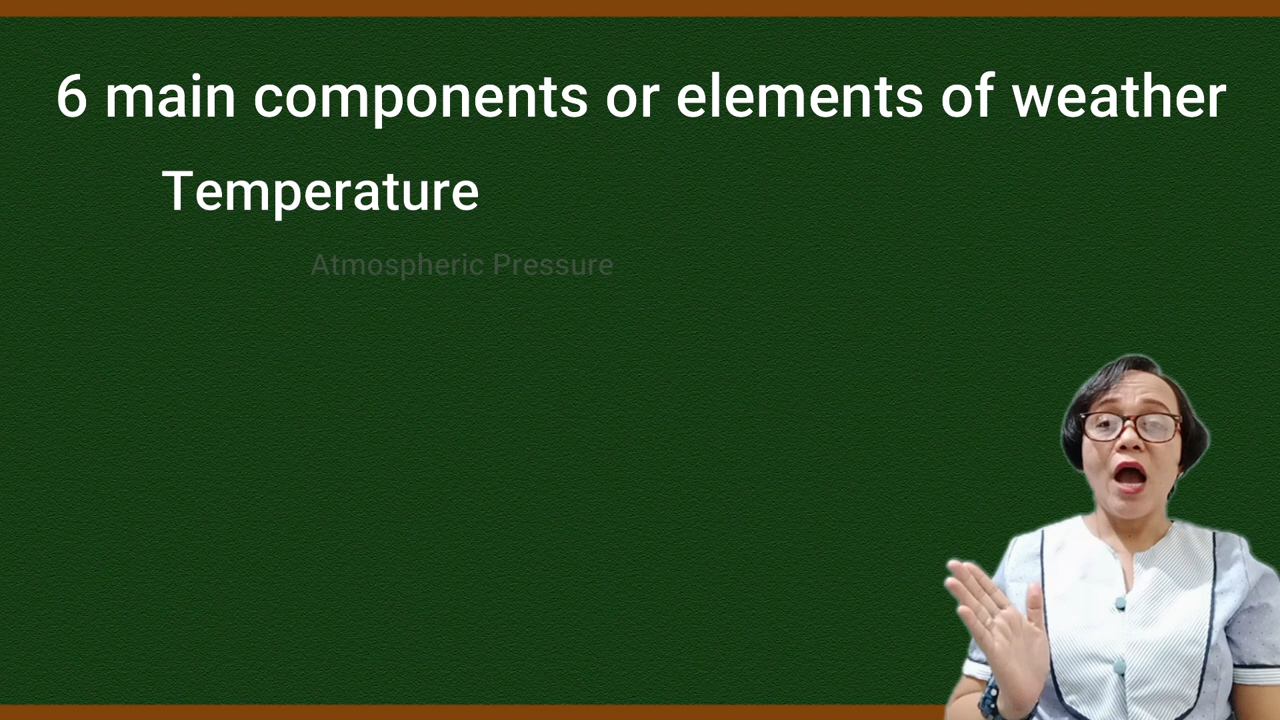 6 main components or elements of weather
Temperature
Atmospheric Pressure